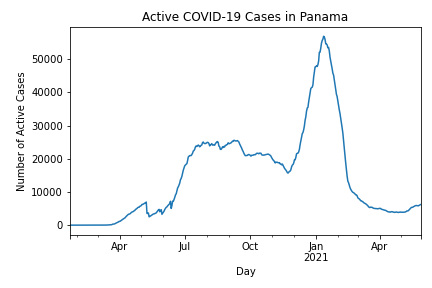 Active COVID-19 Cases in Panama
Number of Active Cases
50000
40000
30000
20000
10000
0
Apr
Jul
Oct
Jan
2021
Apr
Day